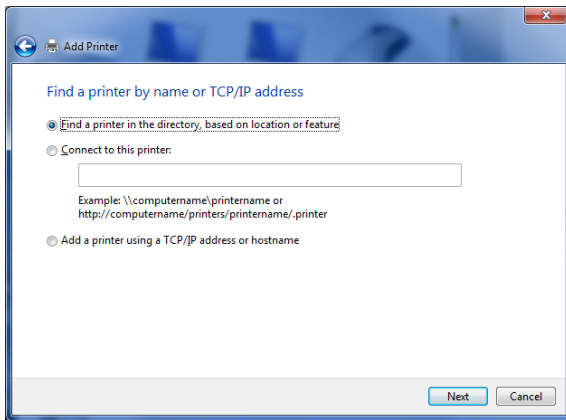 Add Printer
Find a printer by name or TCP/IP address
Find a printer in the directory, based on location or feature
Connect to this printer:
Example: \\computername\printername or
http://computername/printers/printername/.printer
Add a printer using a TCP/IP address or hostname
Next
Cancel